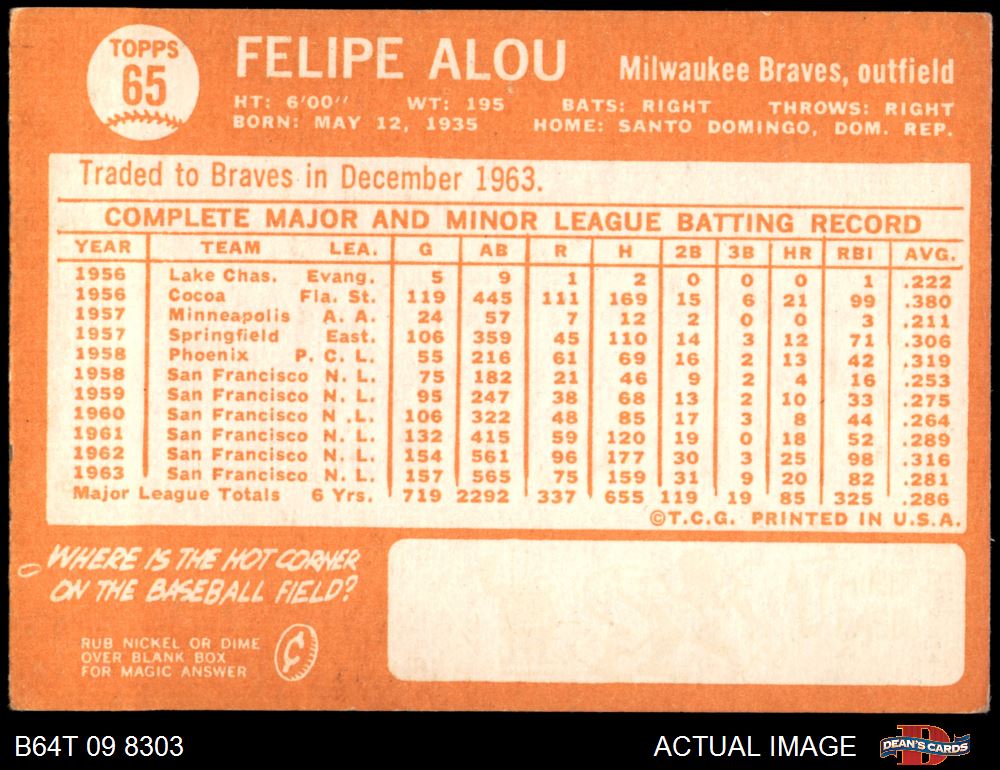 TOPPS
65
FELIPE ALOU Milwaukee Braves, outfield
HT: 6'00" WT: 195 BATS: RIGHT THROWS: RIGHT
BORN: MAY 12, 1935 HOME: SANTO DOMINGO, DOM. REP.
Traded to Braves in December 1963.
COMPLETE MAJOR AND MINOR LEAGUE BATTING RECORD
YEAR TEAM LEA. G AB R H 2B 3B HR RBI AVG.
1956 Lake Chas. Evang. 5 9 1 2 0 0 0 1 .222
1956 Cocoa Fla. St. 119 445 111 169 15 6 21 99 .380
1957 Minneapolis A. A. 24 57 7 12 2 0 0 3 .211
1957 Springfield East. 106 359 45 110 14 3 12 71 .306
1958 Phoenix P. C. L. 55 216 61 69 16 2 13 42 .319
1958 San Francisco N. L. 75 182 21 46 9 2 4 16 .253
1959 San Francisco N. L. 95 247 38 68 13 2 10 33 .275
1960 San Francisco N .L. 106 322 48 85 17 3 8 44 .264
1961 San Francisco N. L. 132 415 59 120 19 0 18 52 .289
1962 San Francisco N. L. 154 561 96 177 30 3 25 98 .316
1963 San Francisco N. L. 157 565 75 159 31 9 20 82 .281
Major League Totals 6 Yrs. 719 2292 337 655 119 19 85 325 .286
©T.C.G. PRINTED IN U.S.A.
WHERE IS THE HOT CORNER
ON THE BASEBALL FIELD?
RUB NICKEL OR DIME
OVER BLANK BOX
FOR MAGIC ANSWER
¢
B64T 09 8303
ACTUAL IMAGE
DEAN'S CARDS